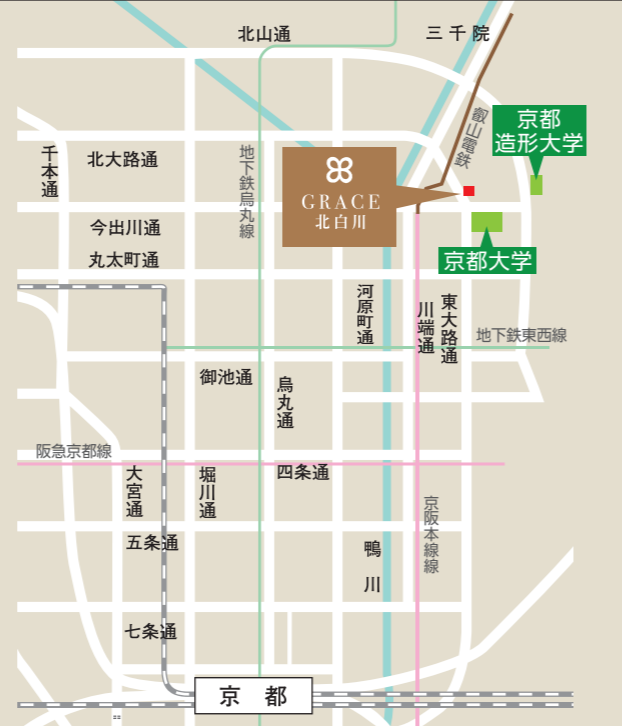 北山通
三千院
叡山電鉄
京都
造形大学
千本通
北大路通
地下鉄烏丸線
GRACE
北白川
今出川通
丸太町通
京都大学
河原町通
川端通
東大路通
地下鉄東西線
御池通
烏丸通
阪急京都線
大宮通
堀川通
四条通
京阪本線線
五条通
鴨川
七条通
京都